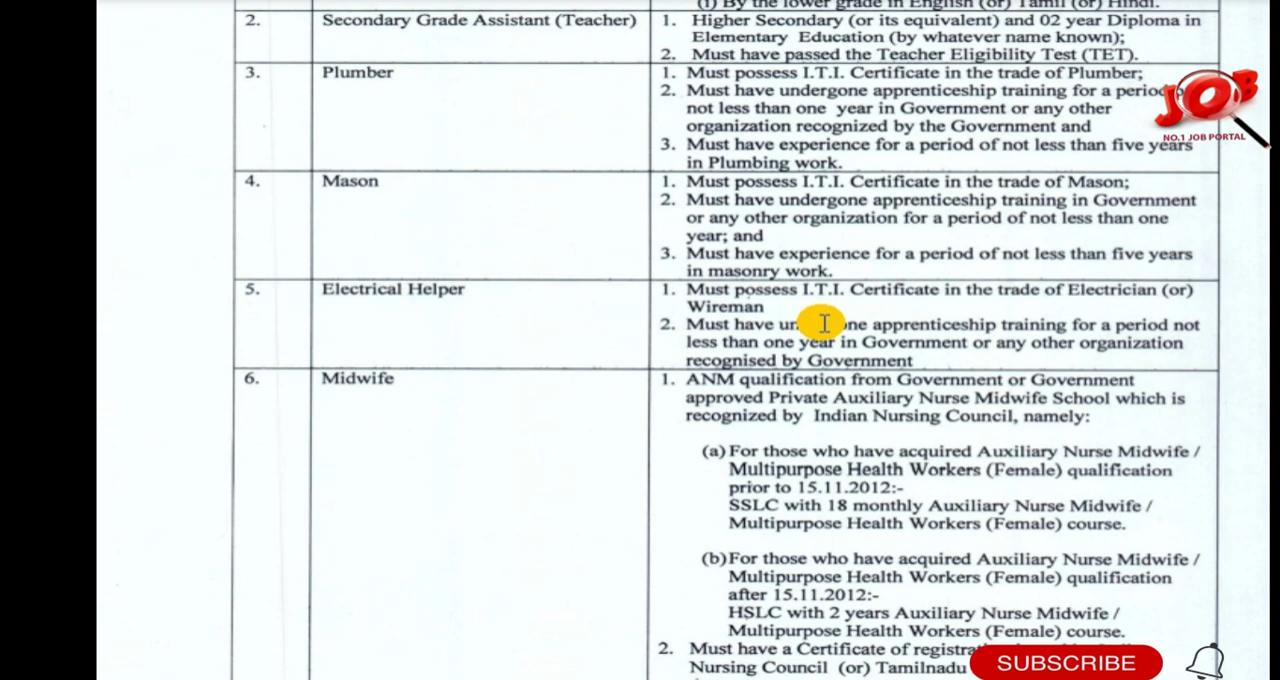 (i) By the lower grade in English (or) Tamil (or) Hindi.
2. Secondary Grade Assistant (Teacher) 1. Higher Secondary (or its equivalent) and 02 year Diploma in
Elementary Education (by whatever name known);
2. Must have passed the Teacher Eligibility Test (TET).
3. Plumber 1. Must possess I.T.I. Certificate in the trade of Plumber;
2. Must have undergone apprenticeship training for a period
not less than one year in Government or any other
organization recognized by the Government and
3. Must have experience for a period of not less than five years
in Plumbing work.
JOB
NO.1 JOB PORTAL
4. Mason 1. Must possess I.T.I. Certificate in the trade of Mason;
2. Must have undergone apprenticeship training in Government
or any other organization for a period of not less than one
year; and
3. Must have experience for a period of not less than five years
in masonry work.
5. Electrical Helper 1. Must possess I.T.I. Certificate in the trade of Electrician (or)
Wireman
2. Must have apprenticeship training for a period not
less than one year in Government or any other organization
recognised by Government
6. Midwife 1. ANM qualification from Government or Government
approved Private Auxiliary Nurse Midwife School which is
recognized by Indian Nursing Council, namely:
(a) For those who have acquired Auxiliary Nurse Midwife /
Multipurpose Health Workers (Female) qualification
prior to 15.11.2012:-
SSLC with 18 monthly Auxiliary Nurse Midwife /
Multipurpose Health Workers (Female) course.
(b) For those who have acquired Auxiliary Nurse Midwife /
Multipurpose Health Workers (Female) qualification
after 15.11.2012:-
HSLC with 2 years Auxiliary Nurse Midwife /
Multipurpose Health Workers (Female) course.
2. Must have a Certificate of
Nursing Council (or) Tamilnadu
SUBSCRIBE